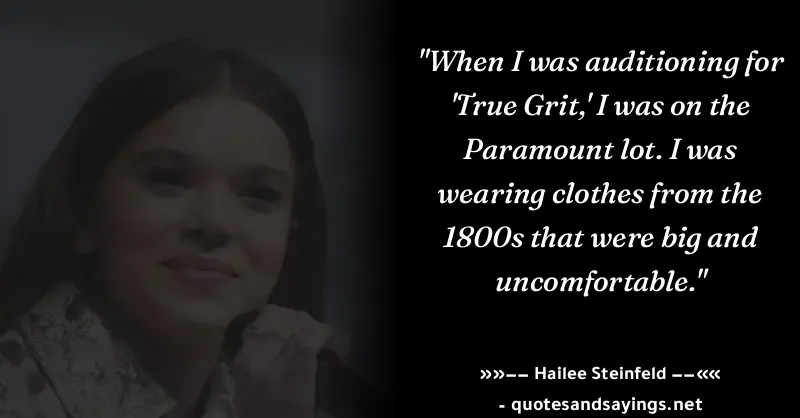 "When I was auditioning for
'True Grit,' I was on the
Paramount lot. I was
wearing clothes from the
1800s that were big and
uncomfortable."
»»–– Hailee Steinfeld ––««
- quotesandsayings.net